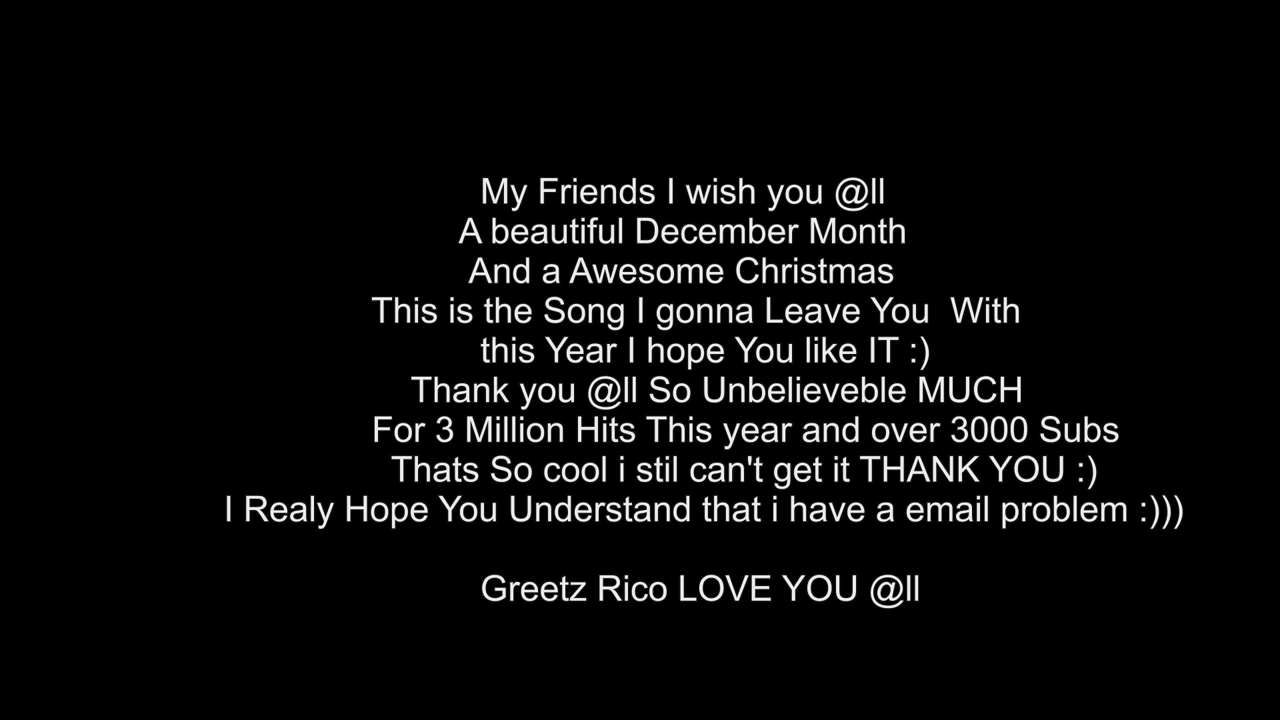 My Friends I wish you @ll
A beautiful December Month
And a Awesome Christmas
This is the Song I gonna Leave You  With
this Year I hope You like IT :)
Thank you @ll So Unbelieveble MUCH
For 3 Million Hits This year and over 3000 Subs
Thats So cool i stil can't get it THANK YOU :)
I Realy Hope You Understand that i have a email problem :)))
Greetz Rico LOVE YOU @ll